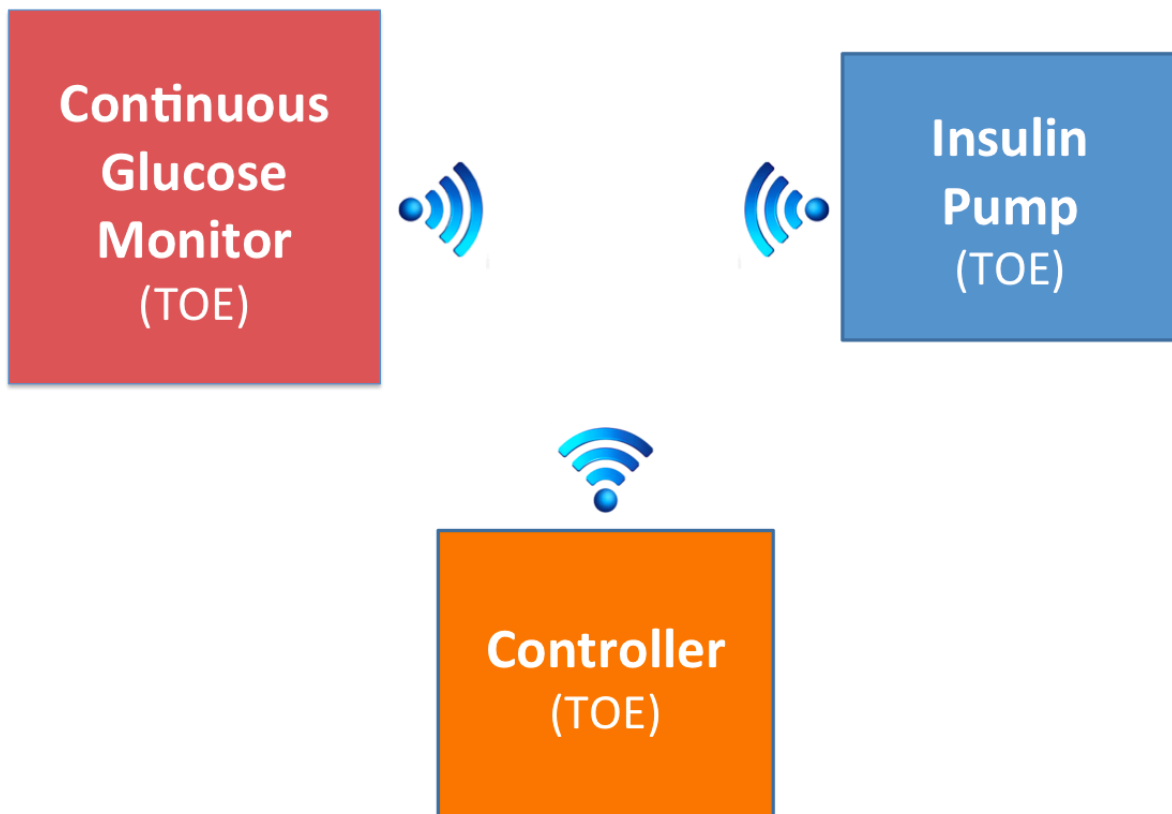 Continuous
Glucose
Monitor
(TOE)
Insulin
Pump
(TOE)
Controller
(TOE)